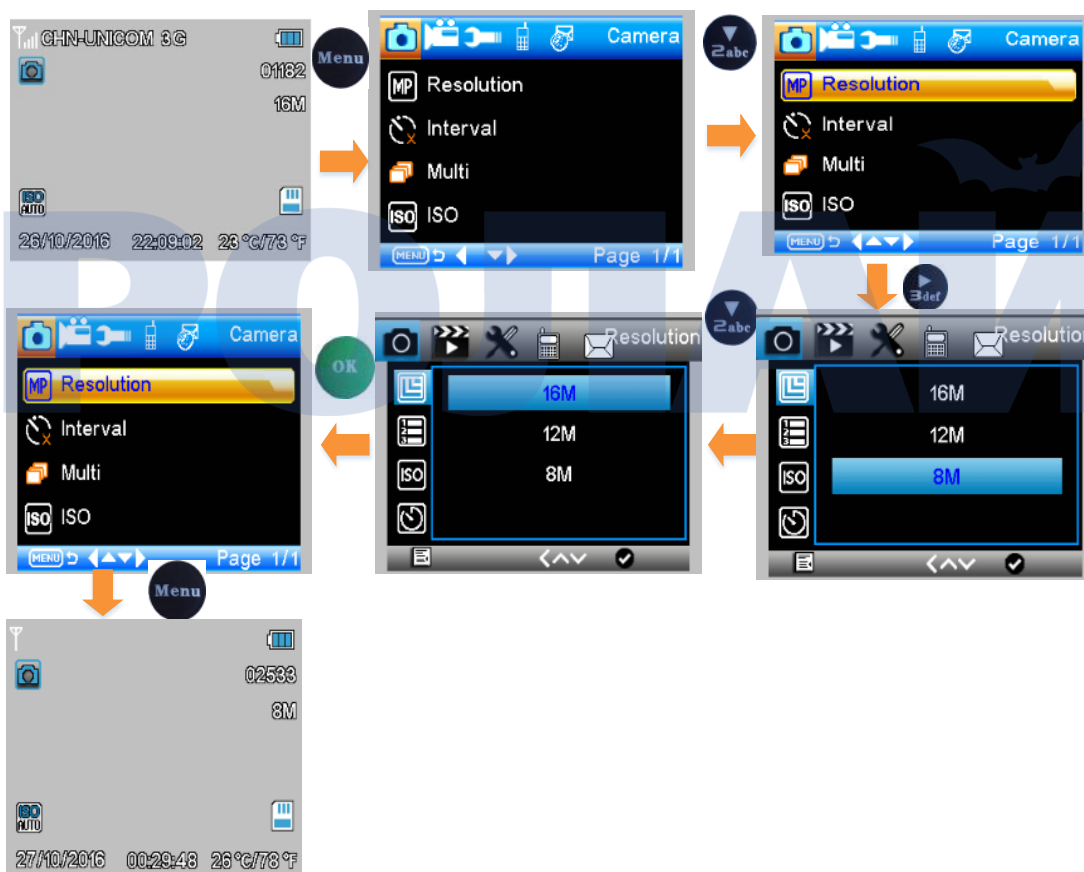 CHN-UNICOM 3G
01182
16M
ISO
AUTO
26/10/2016 22:09:02 23°C/73°F
Menu
Camera
MP Resolution
Interval
Multi
ISO ISO
MENU Page 1/1
2abc
Camera
MP Resolution
Interval
Multi
ISO ISO
MENU Page 1/1
3def
Resolutio
16M
12M
ISO 8M
2abc
Resolution
16M
12M
ISO 8M
OK
Camera
MP Resolution
Interval
Multi
ISO ISO
MENU Page 1/1
Menu
02533
8M
ISO
AUTO
27/10/2016 00:29:48 26°C/78°F